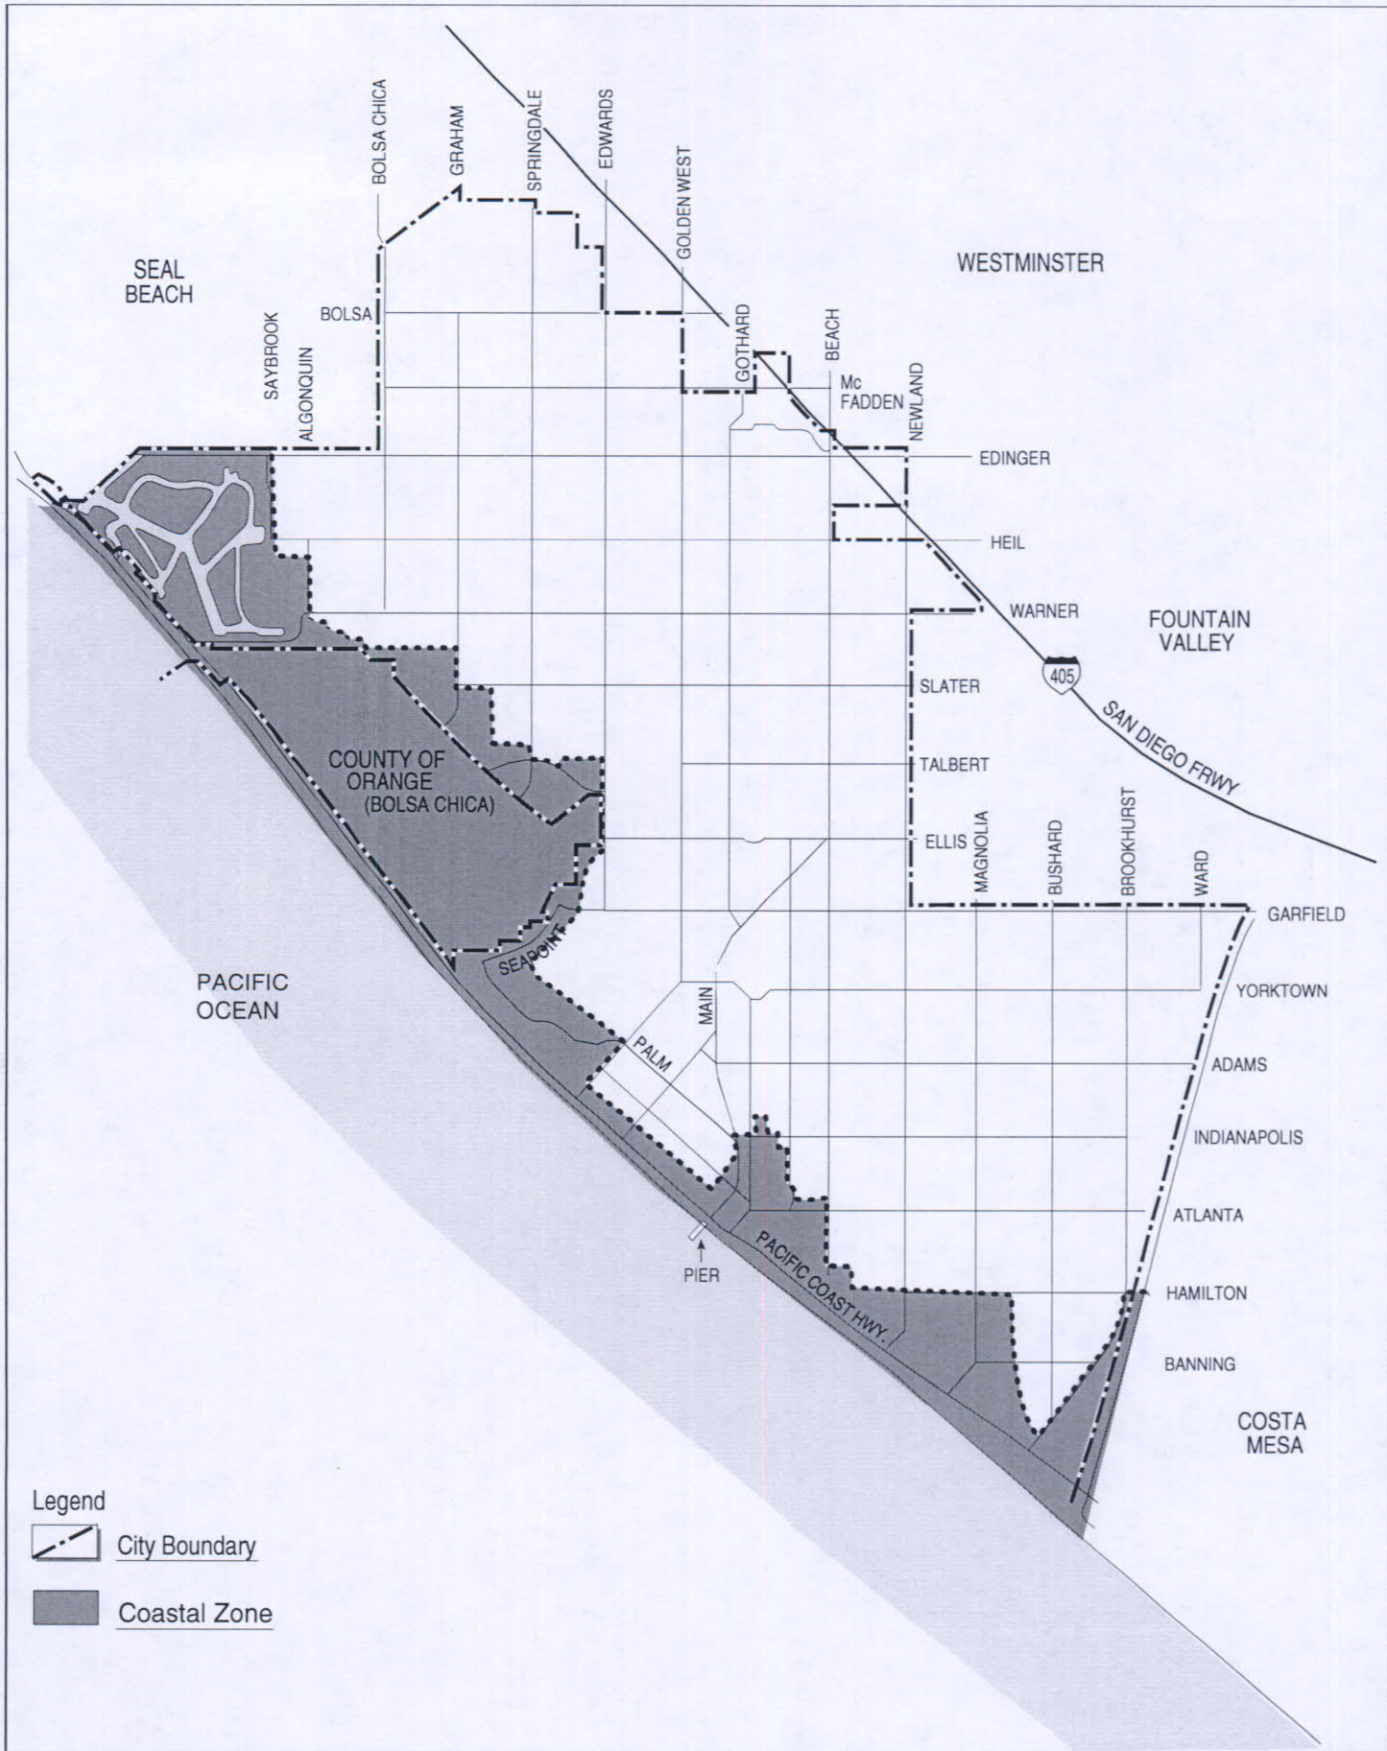 BOLSA CHICA
GRAHAM
SPRINGDALE
EDWARDS
GOLDEN WEST
SEAL
BEACH
WESTMINSTER
BOLSA
SAYBROOK
ALGONQUIN
GOTHARD
BEACH
Mc
FADDEN
NEWLAND
EDINGER
HEIL
WARNER
FOUNTAIN
VALLEY
405
SAN DIEGO FRWY
SLATER
COUNTY OF
ORANGE
(BOLSA CHICA)
TALBERT
ELLIS
MAGNOLIA
BUSHARD
BROOKHURST
WARD
GARFIELD
SEAPOINT
PACIFIC
OCEAN
MAIN
YORKTOWN
PALM
ADAMS
INDIANAPOLIS
ATLANTA
PACIFIC COAST HWY.
PIER
HAMILTON
BANNING
COSTA
MESA
Legend
City Boundary
Coastal Zone